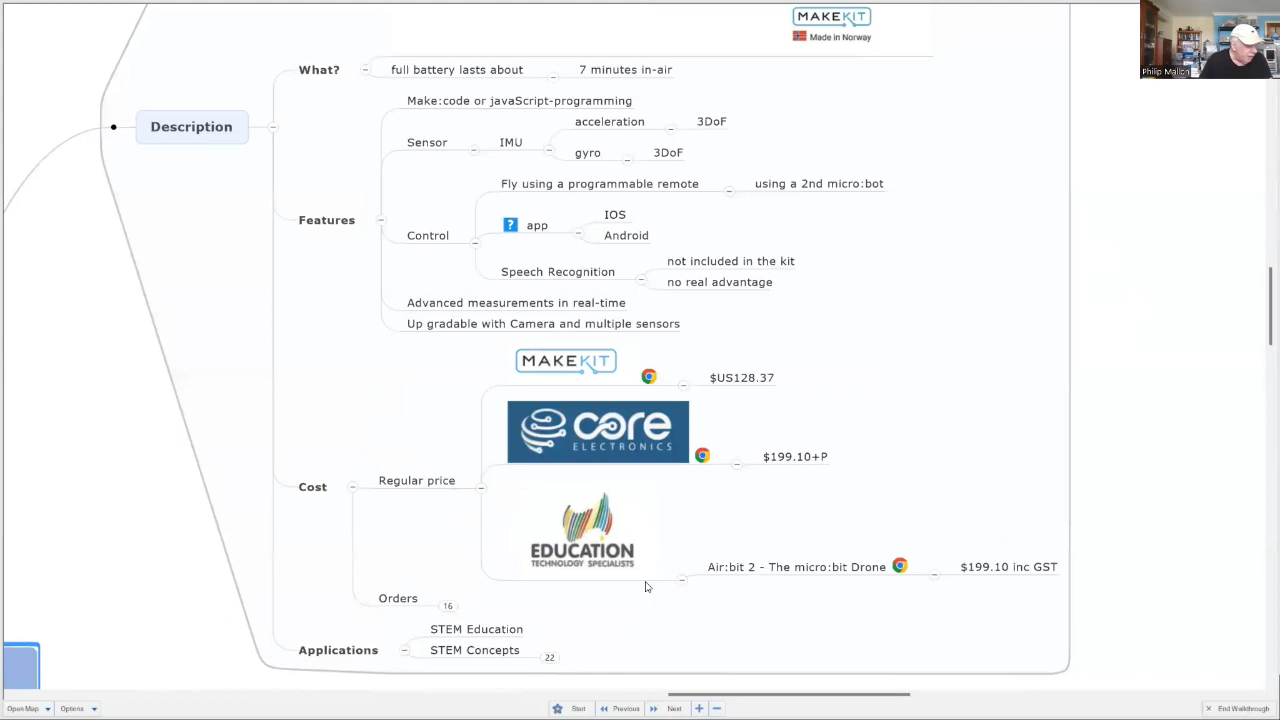 MAKEKIT
Made in Norway
Philip Mallon
What?
full battery lasts about
7 minutes in-air
Description
Make:code or javaScript-programming
Sensor
IMU
acceleration
3DoF
gyro
3DoF
Features
Control
Fly using a programmable remote
using a 2nd micro:bot
? app
IOS
Android
Speech Recognition
not included in the kit
no real advantage
Advanced measurements in real-time
Up gradable with Camera and multiple sensors
Cost
Regular price
MAKEKIT
$US128.37
core
ELECTRONICS
$199.10+P
EDUCATION
TECHNOLOGY SPECIALISTS
Air:bit 2 - The micro:bit Drone
$199.10 inc GST
Orders
16
Applications
STEM Education
STEM Concepts
22
Open Map
Options
Start
Previous
Next
End Walkthrough